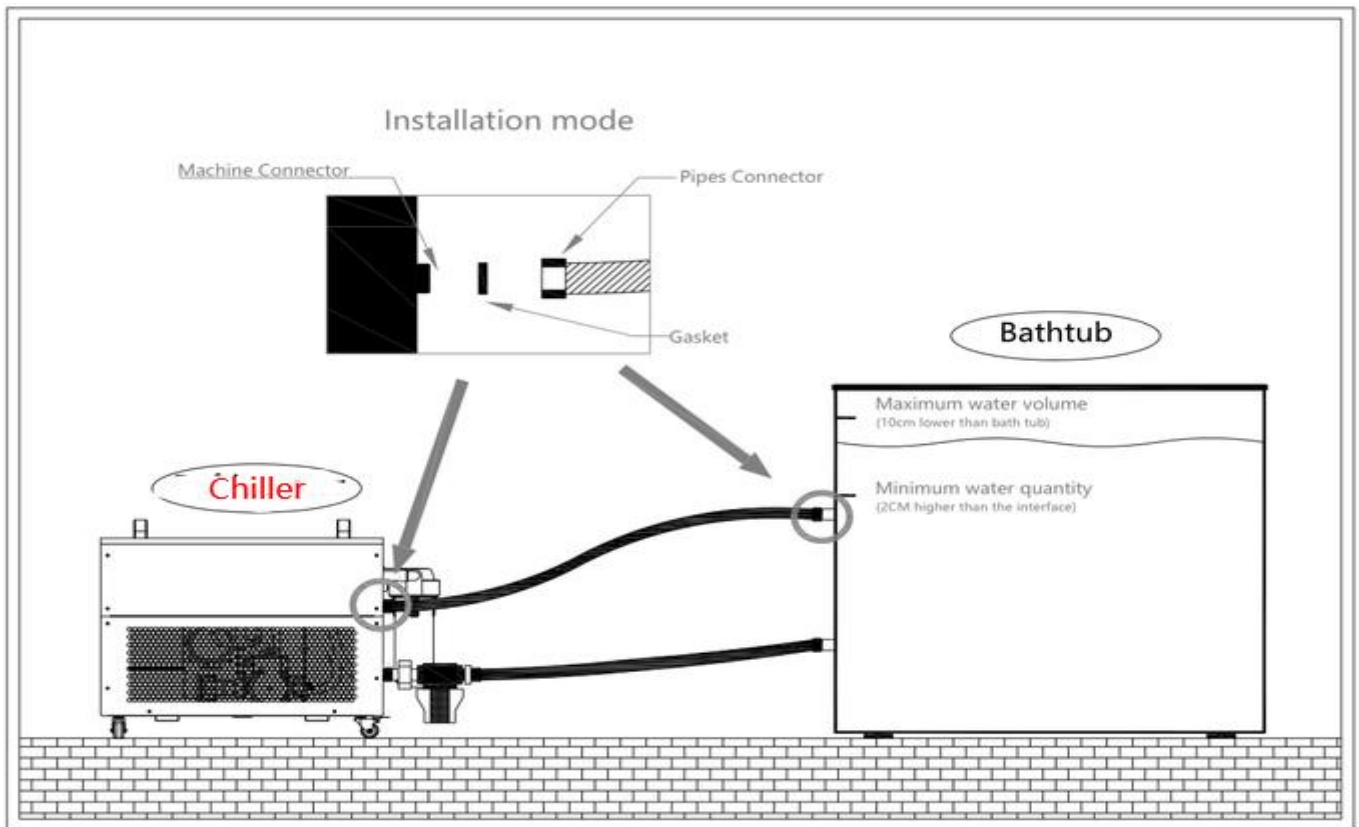 Installation mode
Machine Connector
Pipes Connector
Gasket
Bathtub
Maximum water volume
(10cm lower than bath tub)
Chiller
Minimum water quantity
(2CM higher than the interface)